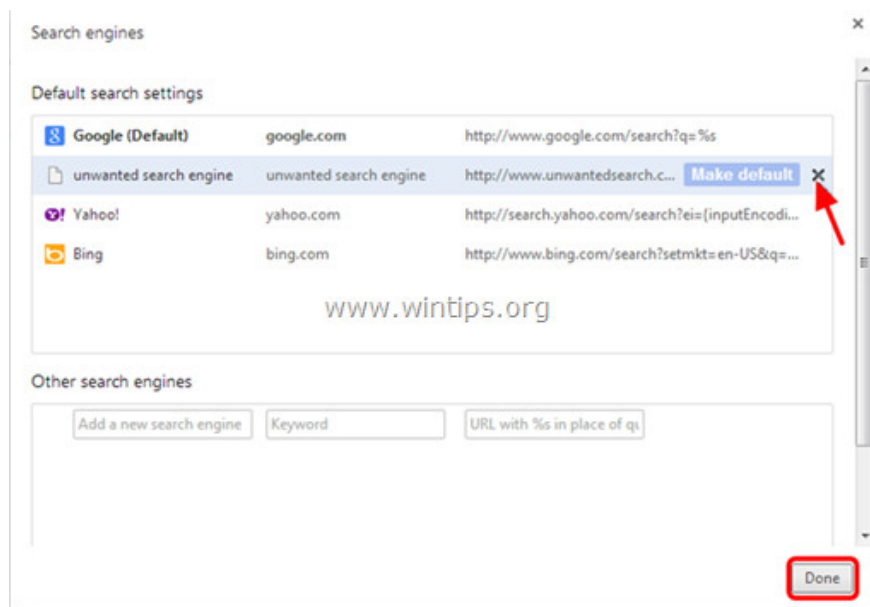 Search engines
Default search settings
Google (Default) google.com http://www.google.com/search?q=%s
unwanted search engine unwanted search engine http://www.unwantedsearch.c... Make default
Yahoo! yahoo.com http://search.yahoo.com/search?ei={inputEncodi...
Bing bing.com http://www.bing.com/search?setmkt=en-US&q=...
www.wintips.org
Other search engines
Add a new search engine Keyword URL with %s in place of qu
Done